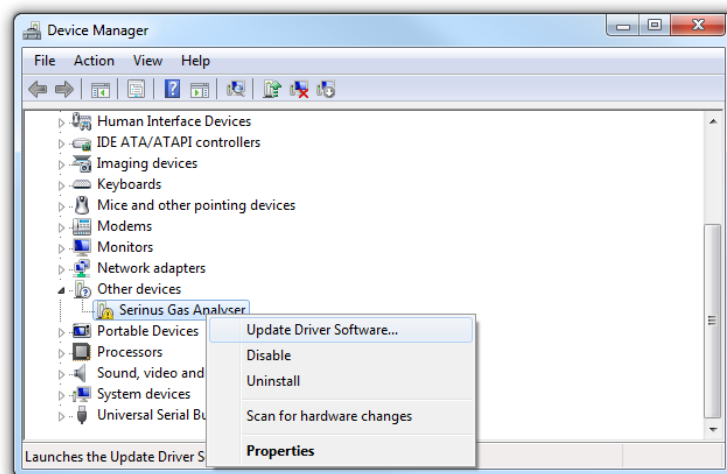 Device Manager
File Action View Help
Human Interface Devices
IDE ATA/ATAPI controllers
Imaging devices
Keyboards
Mice and other pointing devices
Modems
Monitors
Network adapters
Other devices
Serinus Gas Analyser
Portable Devices
Processors
Sound, video and
System devices
Universal Serial Bu
Update Driver Software...
Disable
Uninstall
Scan for hardware changes
Properties
Launches the Update Driver S